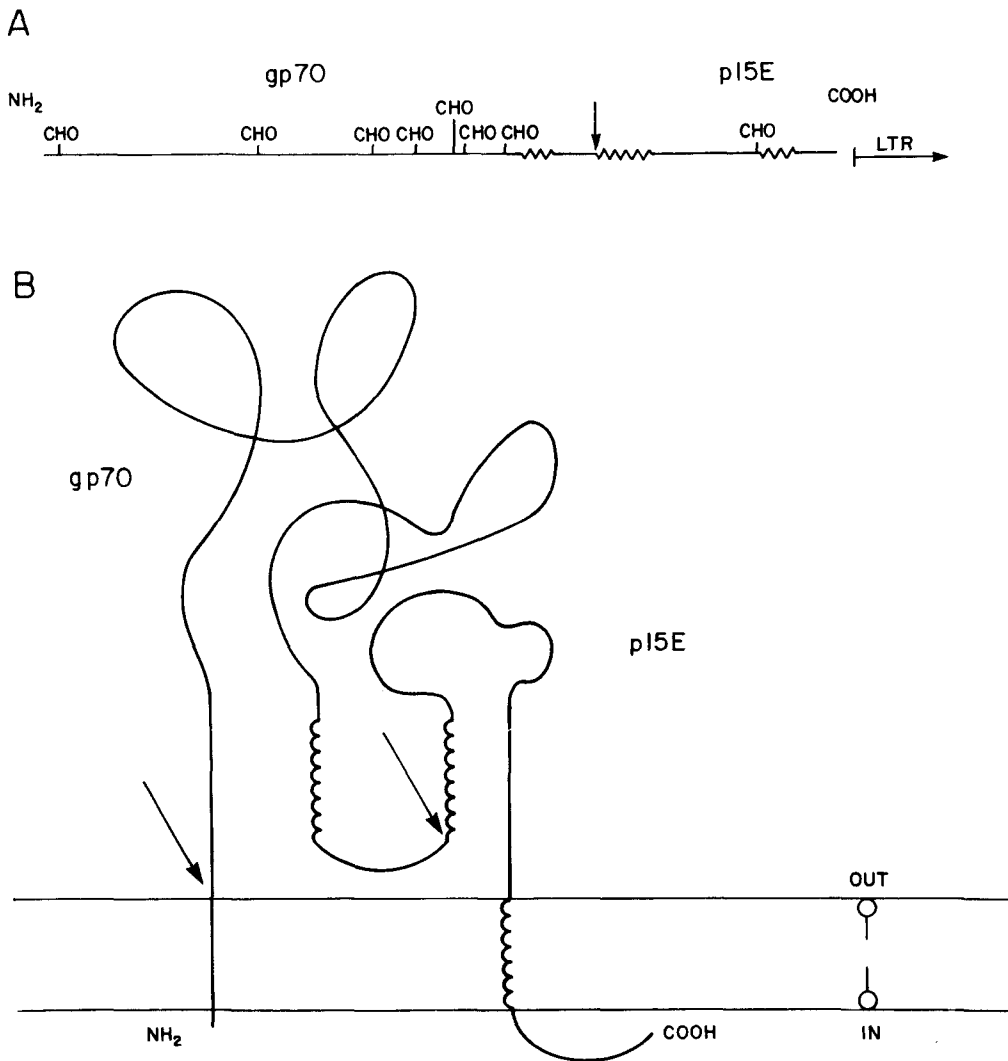 A
gp70 p15E
NH2 CHO CHO CHO CHO CHO CHO CHO CHO COOH
LTR
B
gp70
p15E
OUT
NH2 COOH IN